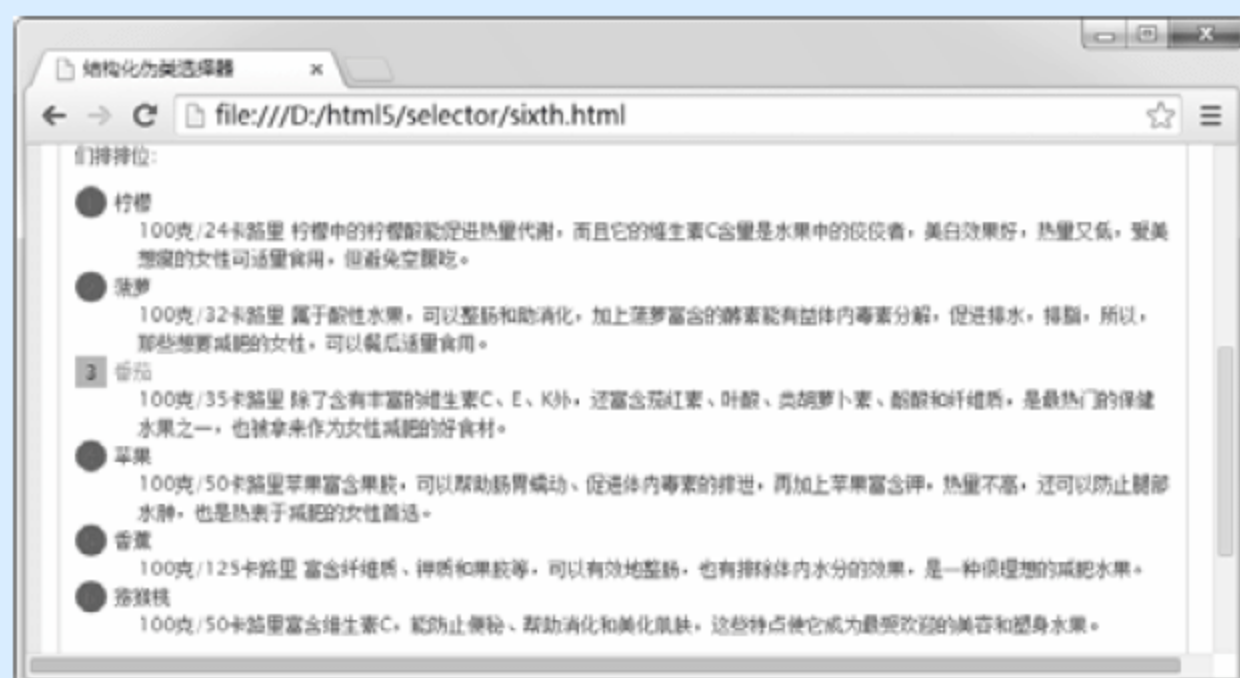 结构化伪类选择器
file:///D:/html5/selector/sixth.html
们排排位:
柠檬
100克/24卡路里 柠檬中的柠檬酸能促进热量代谢，而且它的维生素C含量是水果中的佼佼者，美白效果好，热量又低，爱美
想瘦的女性可适量食用，但避免空腹吃。
菠萝
100克/32卡路里 属于酸性水果，可以整肠和助消化，加上菠萝富含的酵素能有益体内毒素分解，促进排水，排脂，所以，
那些想要减肥的女性，可以餐后适量食用。
3 番茄
100克/35卡路里 除了含有丰富的维生素C、E、K外，还富含茄红素、叶酸、类胡萝卜素、酚酸和纤维质，是最热门的保健
水果之一，也被拿来作为女性减肥的好食材。
苹果
100克/50卡路里苹果富含果胶，可以帮助肠胃蠕动、促进体内毒素的排泄，再加上苹果富含钾，热量不高，还可以防止腿部
水肿，也是热衷于减肥的女性首选。
香蕉
100克/125卡路里 富含纤维质、钾质和果胶等，可以有效地整肠，也有排除体内水分的效果，是一种很理想的减肥水果。
猕猴桃
100克/50卡路里富含维生素C，能防止便秘、帮助消化和美化肌肤，这些特点使它成为最受欢迎的美容和塑身水果。